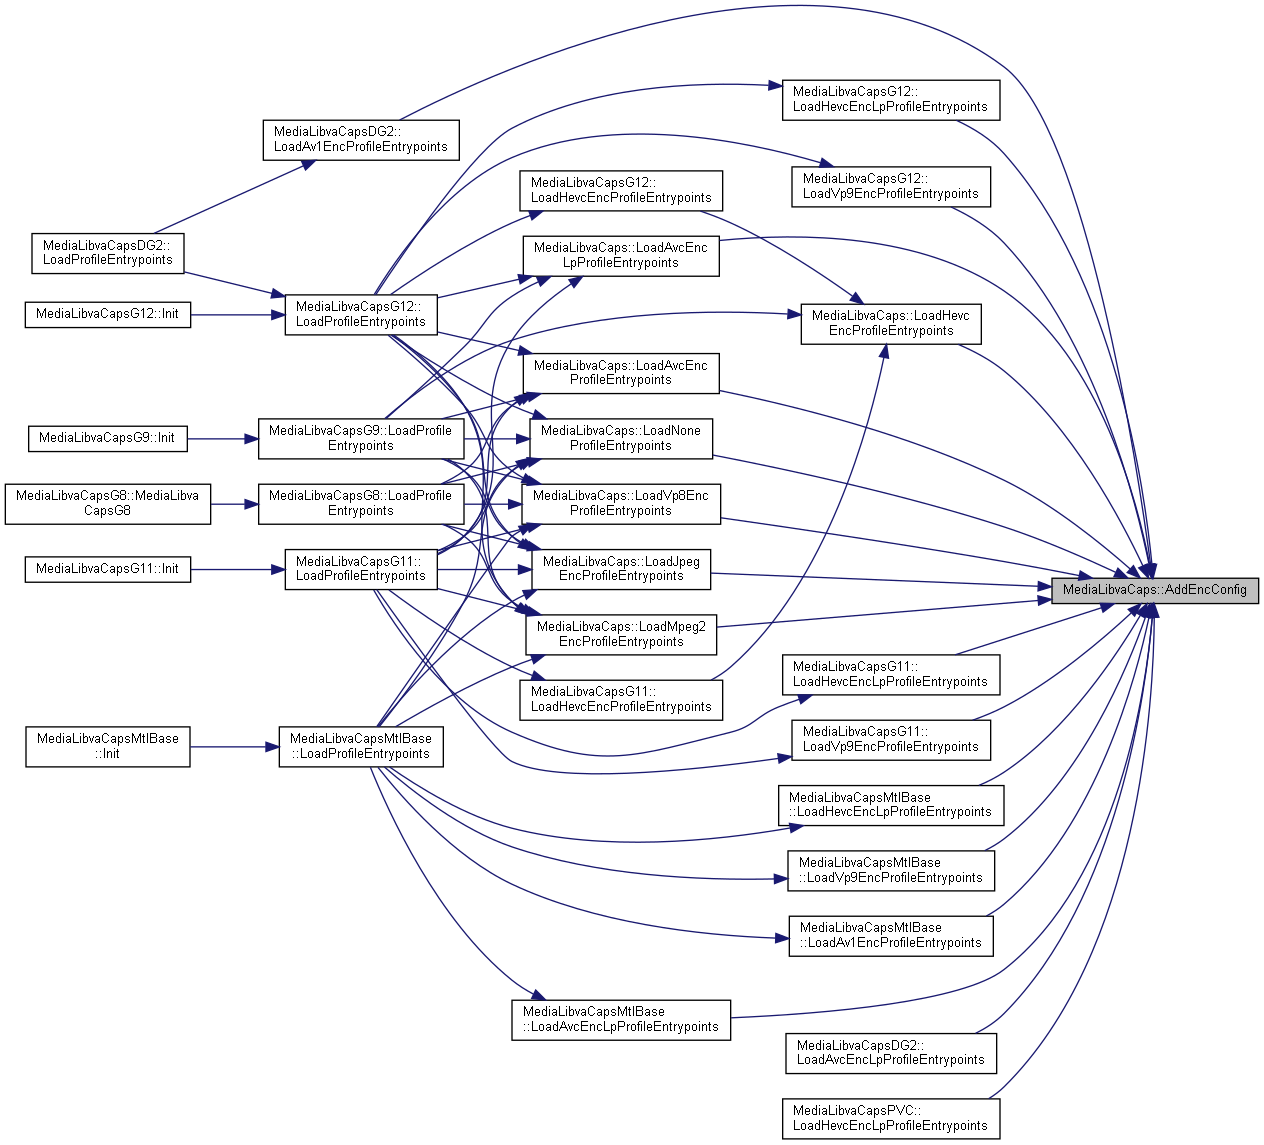 MediaLibvaCapsG12::
LoadHevcEncLpProfileEntrypoints
MediaLibvaCapsDG2::
LoadAv1EncProfileEntrypoints
MediaLibvaCapsG12::
LoadVp9EncProfileEntrypoints
MediaLibvaCapsG12::
LoadHevcEncProfileEntrypoints
MediaLibvaCapsDG2::
LoadProfileEntrypoints
MediaLibvaCaps::LoadAvcEnc
LpProfileEntrypoints
MediaLibvaCapsG12::Init
MediaLibvaCapsG12::
LoadProfileEntrypoints
MediaLibvaCaps::LoadHevc
EncProfileEntrypoints
MediaLibvaCaps::LoadAvcEnc
ProfileEntrypoints
MediaLibvaCapsG9::Init
MediaLibvaCapsG9::LoadProfile
Entrypoints
MediaLibvaCaps::LoadNone
ProfileEntrypoints
MediaLibvaCapsG8::MediaLibva
CapsG8
MediaLibvaCapsG8::LoadProfile
Entrypoints
MediaLibvaCaps::LoadVp8Enc
ProfileEntrypoints
MediaLibvaCapsG11::Init
MediaLibvaCapsG11::
LoadProfileEntrypoints
MediaLibvaCaps::LoadJpeg
EncProfileEntrypoints
MediaLibvaCaps::AddEncConfig
MediaLibvaCaps::LoadMpeg2
EncProfileEntrypoints
MediaLibvaCapsG11::
LoadHevcEncLpProfileEntrypoints
MediaLibvaCapsG11::
LoadHevcEncProfileEntrypoints
MediaLibvaCapsG11::
LoadVp9EncProfileEntrypoints
MediaLibvaCapsMtlBase
::Init
MediaLibvaCapsMtlBase
::LoadProfileEntrypoints
MediaLibvaCapsMtlBase
::LoadHevcEncLpProfileEntrypoints
MediaLibvaCapsMtlBase
::LoadVp9EncProfileEntrypoints
MediaLibvaCapsMtlBase
::LoadAv1EncProfileEntrypoints
MediaLibvaCapsMtlBase
::LoadAvcEncLpProfileEntrypoints
MediaLibvaCapsDG2::
LoadAvcEncLpProfileEntrypoints
MediaLibvaCapsPVC::
LoadHevcEncLpProfileEntrypoints